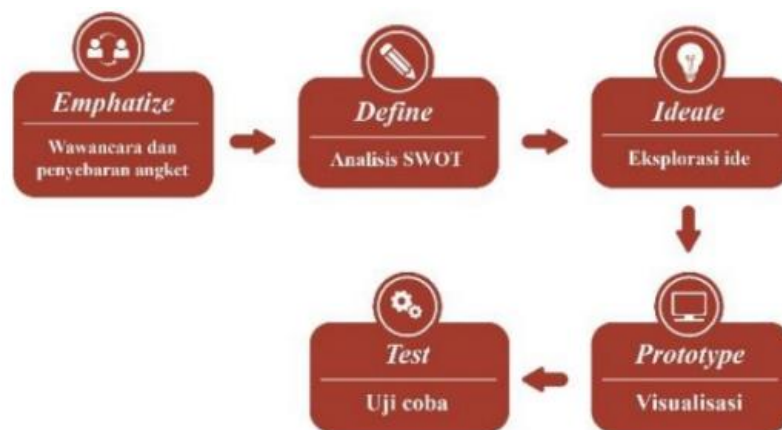 Emphatize
Wawancara dan
penyebaran angket
Define
Analisis SWOT
Ideate
Eksplorasi ide
Prototype
Visualisasi
Test
Uji coba